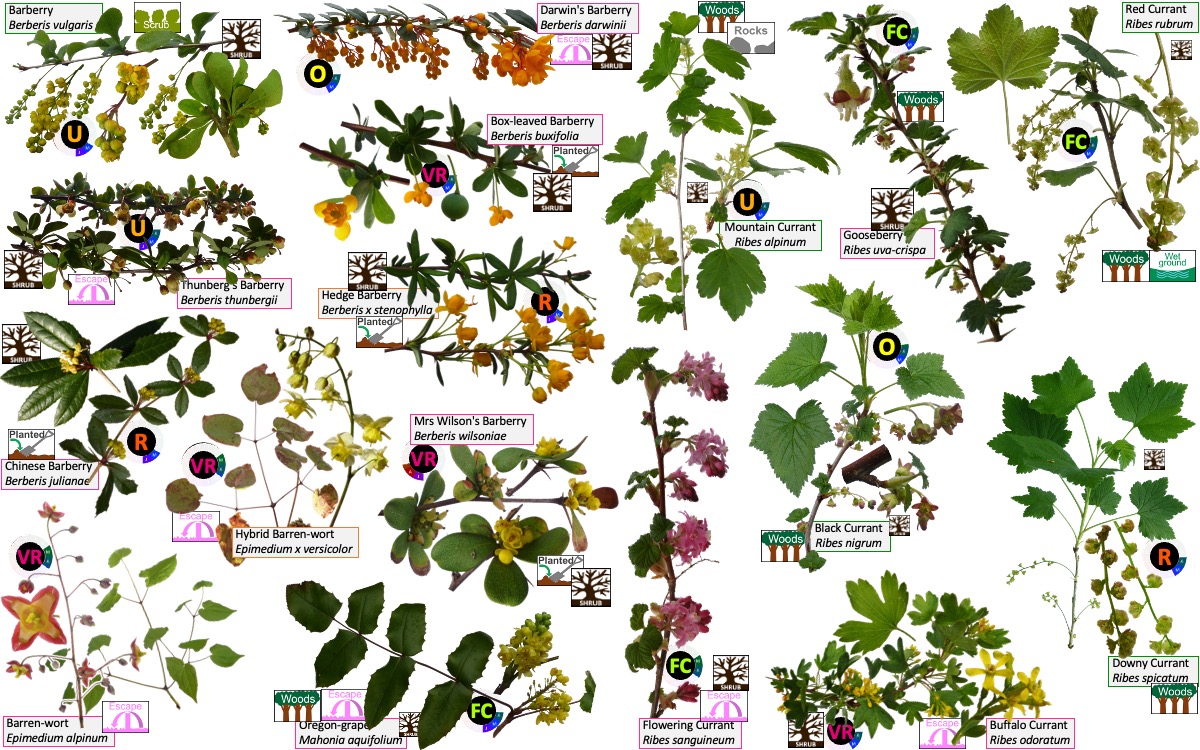 Barberry
Berberis vulgaris
Scrub
SHRUB
U
Darwin's Barberry
Berberis darwinii
Escape
SHRUB
O
Woods
Rocks
FC
Woods
Red Currant
Ribes rubrum
FC
Box-leaved Barberry
Berberis buxifolia
Planted
VR
SHRUB
U
SHRUB
Escape
Thunberg's Barberry
Berberis thunbergii
SHRUB
U
Mountain Currant
Ribes alpinum
SHRUB
Gooseberry
Ribes uva-crispa
Woods
Wet
ground
SHRUB
Hedge Barberry
Berberis x stenophylla
Planted
R
SHRUB
Planted
Chinese Barberry
Berberis julianae
R
VR
Escape
Hybrid Barren-wort
Epimedium x versicolor
Mrs Wilson's Barberry
Berberis wilsoniae
VR
Planted
SHRUB
O
Woods
Black Currant
Ribes nigrum
SHRUB
SHRUB
R
Downy Currant
Ribes spicatum
Woods
VR
Barren-wort
Epimedium alpinum
Escape
Woods
Escape
Oregon-grape
Mahonia aquifolium
SHRUB
FC
FC
SHRUB
Escape
Flowering Currant
Ribes sanguineum
SHRUB
VR
Escape
Buffalo Currant
Ribes odoratum